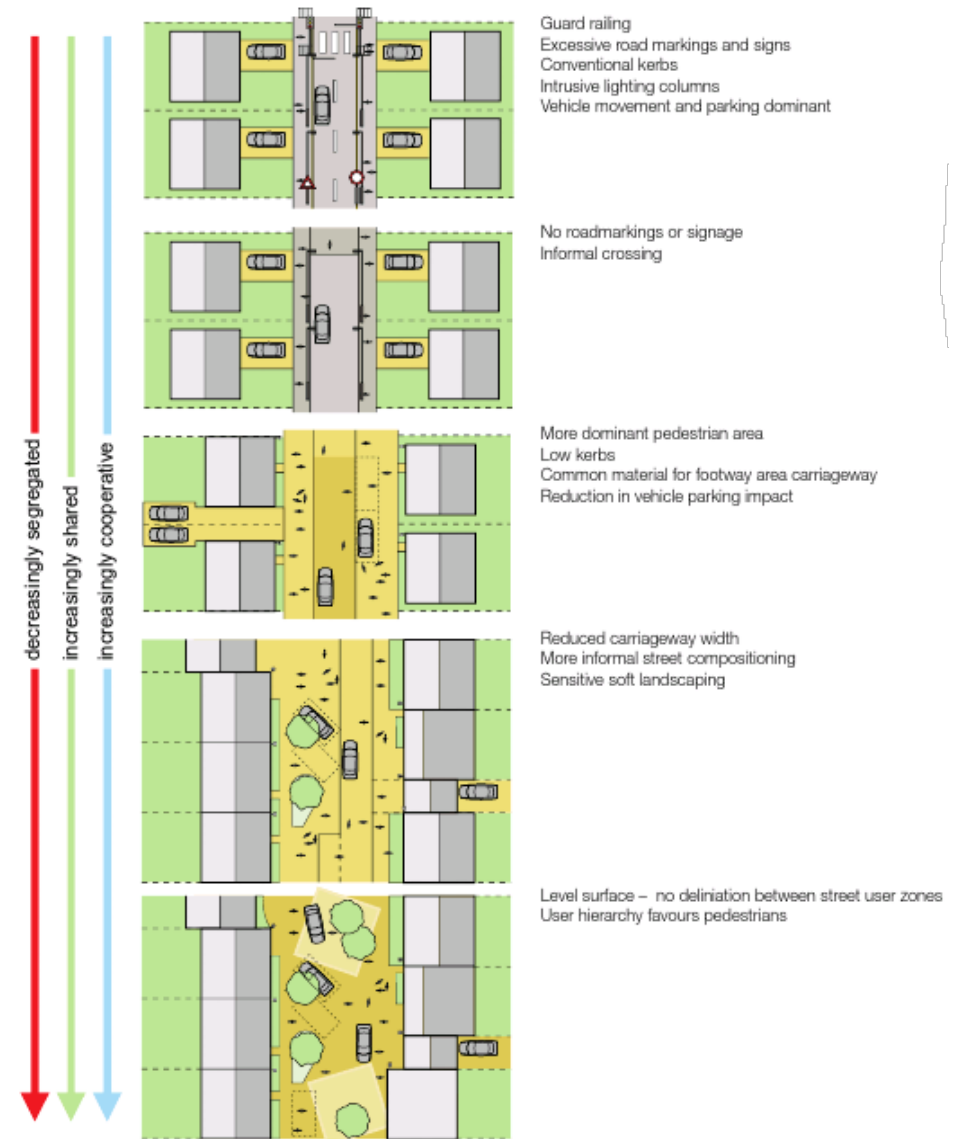 Guard railing
Excessive road markings and signs
Conventional kerbs
Intrusive lighting columns
Vehicle movement and parking dominant
No roadmarkings or signage
Informal crossing
More dominant pedestrian area
Low kerbs
Common material for footway area carriageway
Reduction in vehicle parking impact
decreasingly segregated
increasingly shared
increasingly cooperative
Reduced carriageway width
More informal street compositioning
Sensitive soft landscaping
Level surface – no deliniation between street user zones
User hierarchy favours pedestrians